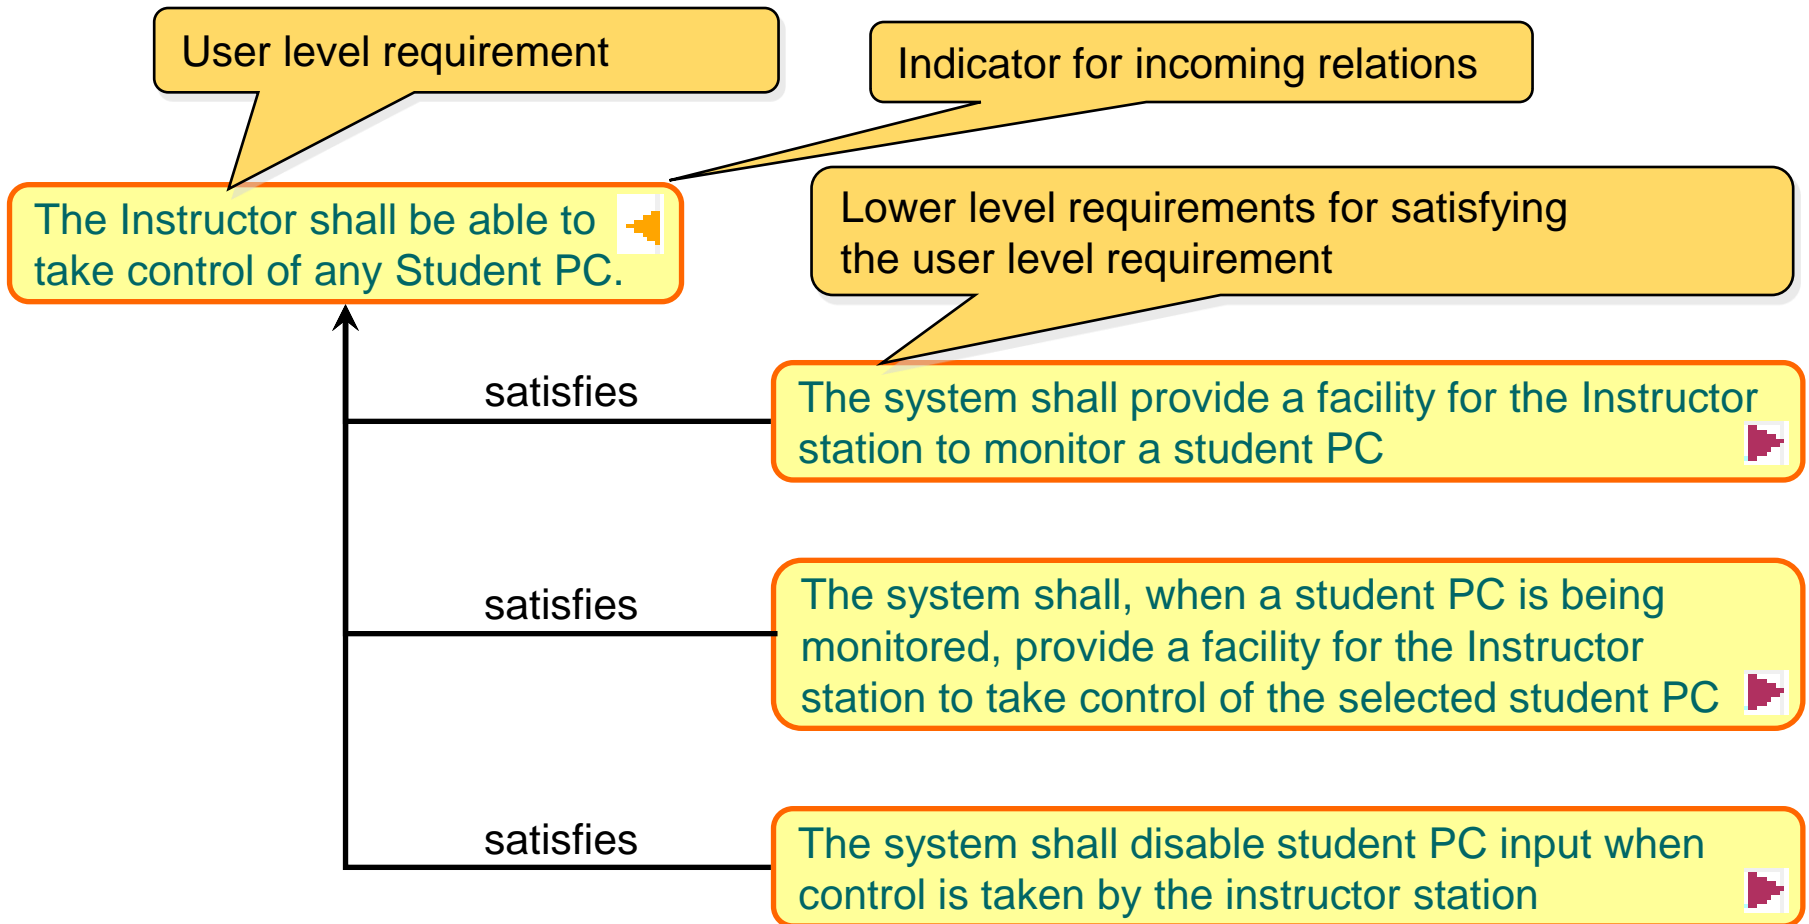 User level requirement
Indicator for incoming relations
The Instructor shall be able to
take control of any Student PC.
Lower level requirements for satisfying
the user level requirement
satisfies
The system shall provide a facility for the Instructor
station to monitor a student PC
satisfies
The system shall, when a student PC is being
monitored, provide a facility for the Instructor
station to take control of the selected student PC
satisfies
The system shall disable student PC input when
control is taken by the instructor station